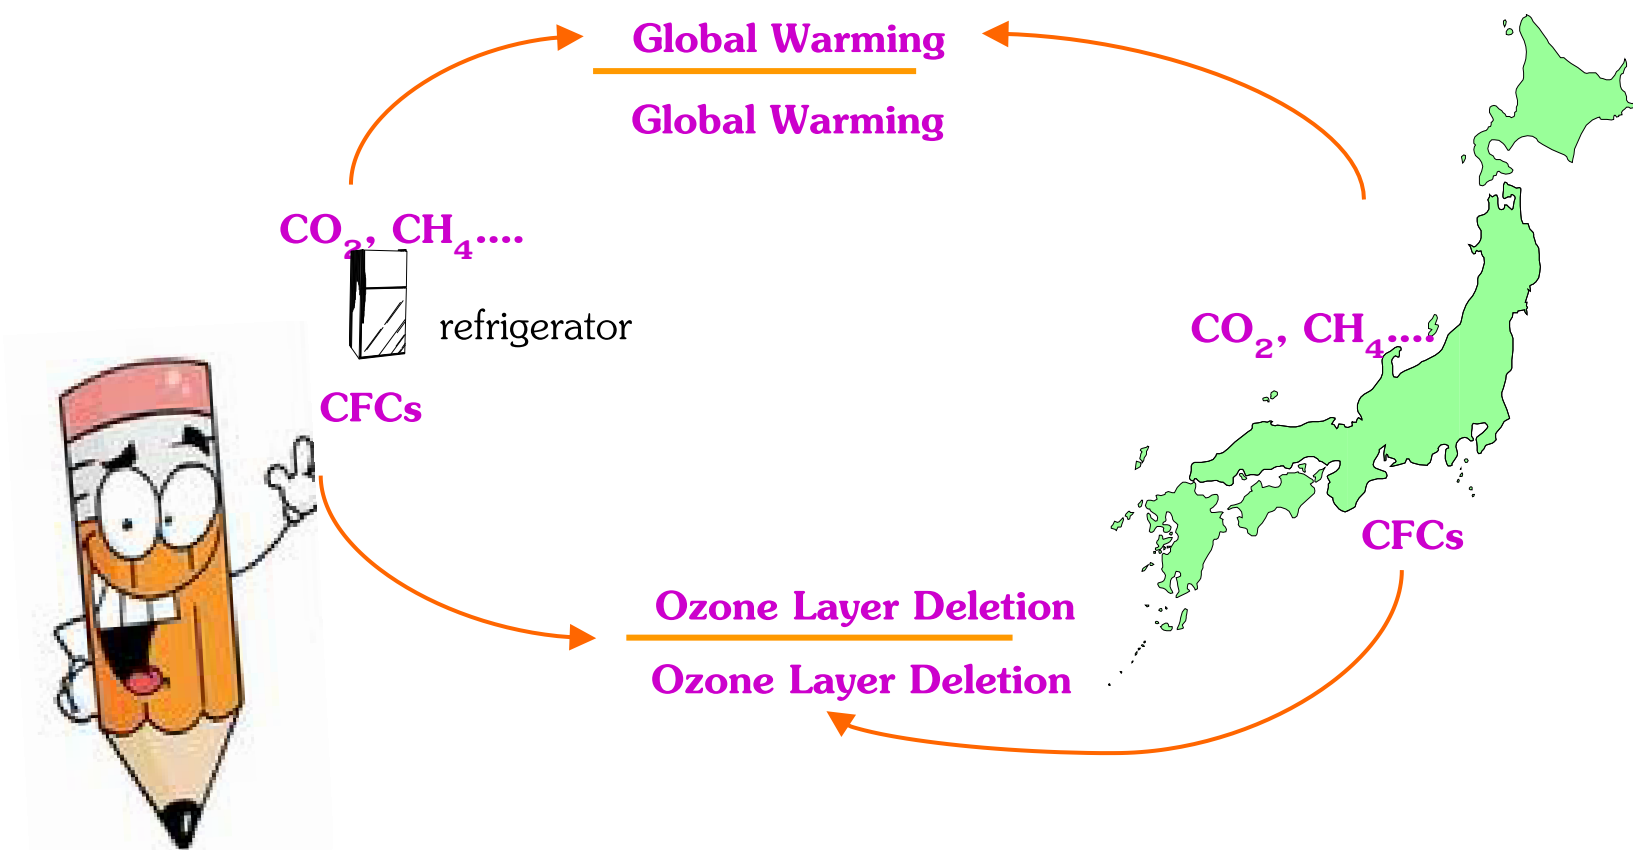 Global Warming
Global Warming
CO₂, CH₄....
refrigerator
CFCs
CO₂, CH₄....
CFCs
Ozone Layer Deletion
Ozone Layer Deletion